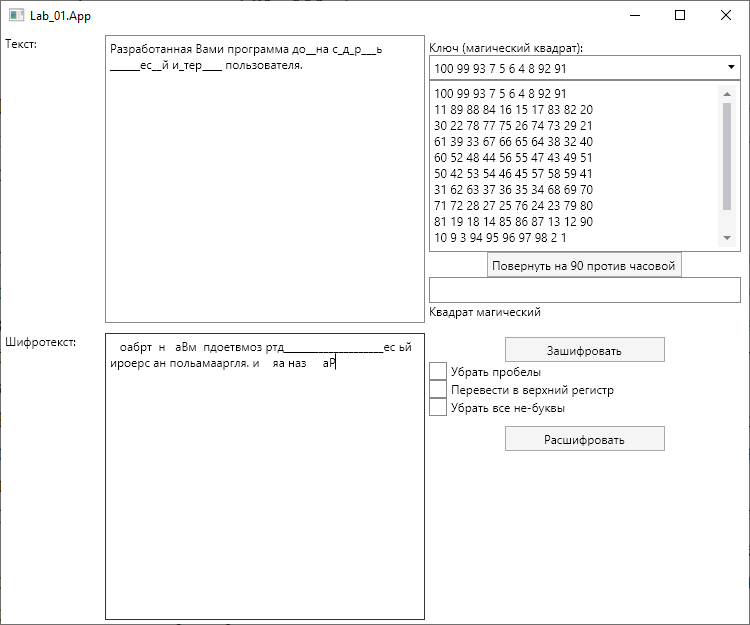 Lab_01.App
Текст:
Разработанная Вами программа до__на с_д_р___ь
______ес__й и_тер____ пользователя.
Ключ (магический квадрат):
100 99 93 7 5 6 4 8 92 91
100 99 93 7 5 6 4 8 92 91
11 89 88 84 16 15 17 83 82 20
30 22 78 77 75 26 74 73 29 21
61 39 33 67 66 65 64 38 32 40
60 52 48 44 56 55 47 43 49 51
50 42 53 54 46 45 57 58 59 41
31 62 63 37 36 35 34 68 69 70
71 72 28 27 25 76 24 23 79 80
81 19 18 14 85 86 87 13 12 90
10 9 3 94 95 96 97 98 2 1
Повернуть на 90 против часовой
Квадрат магический
Шифротекст:
оабрт н аВм пдоетвмоз ртд____________________ес ьй
ироерс ан польамааргля. и яа наз аР
Зашифровать
Убрать пробелы
Перевести в верхний регистр
Убрать все не-буквы
Расшифровать